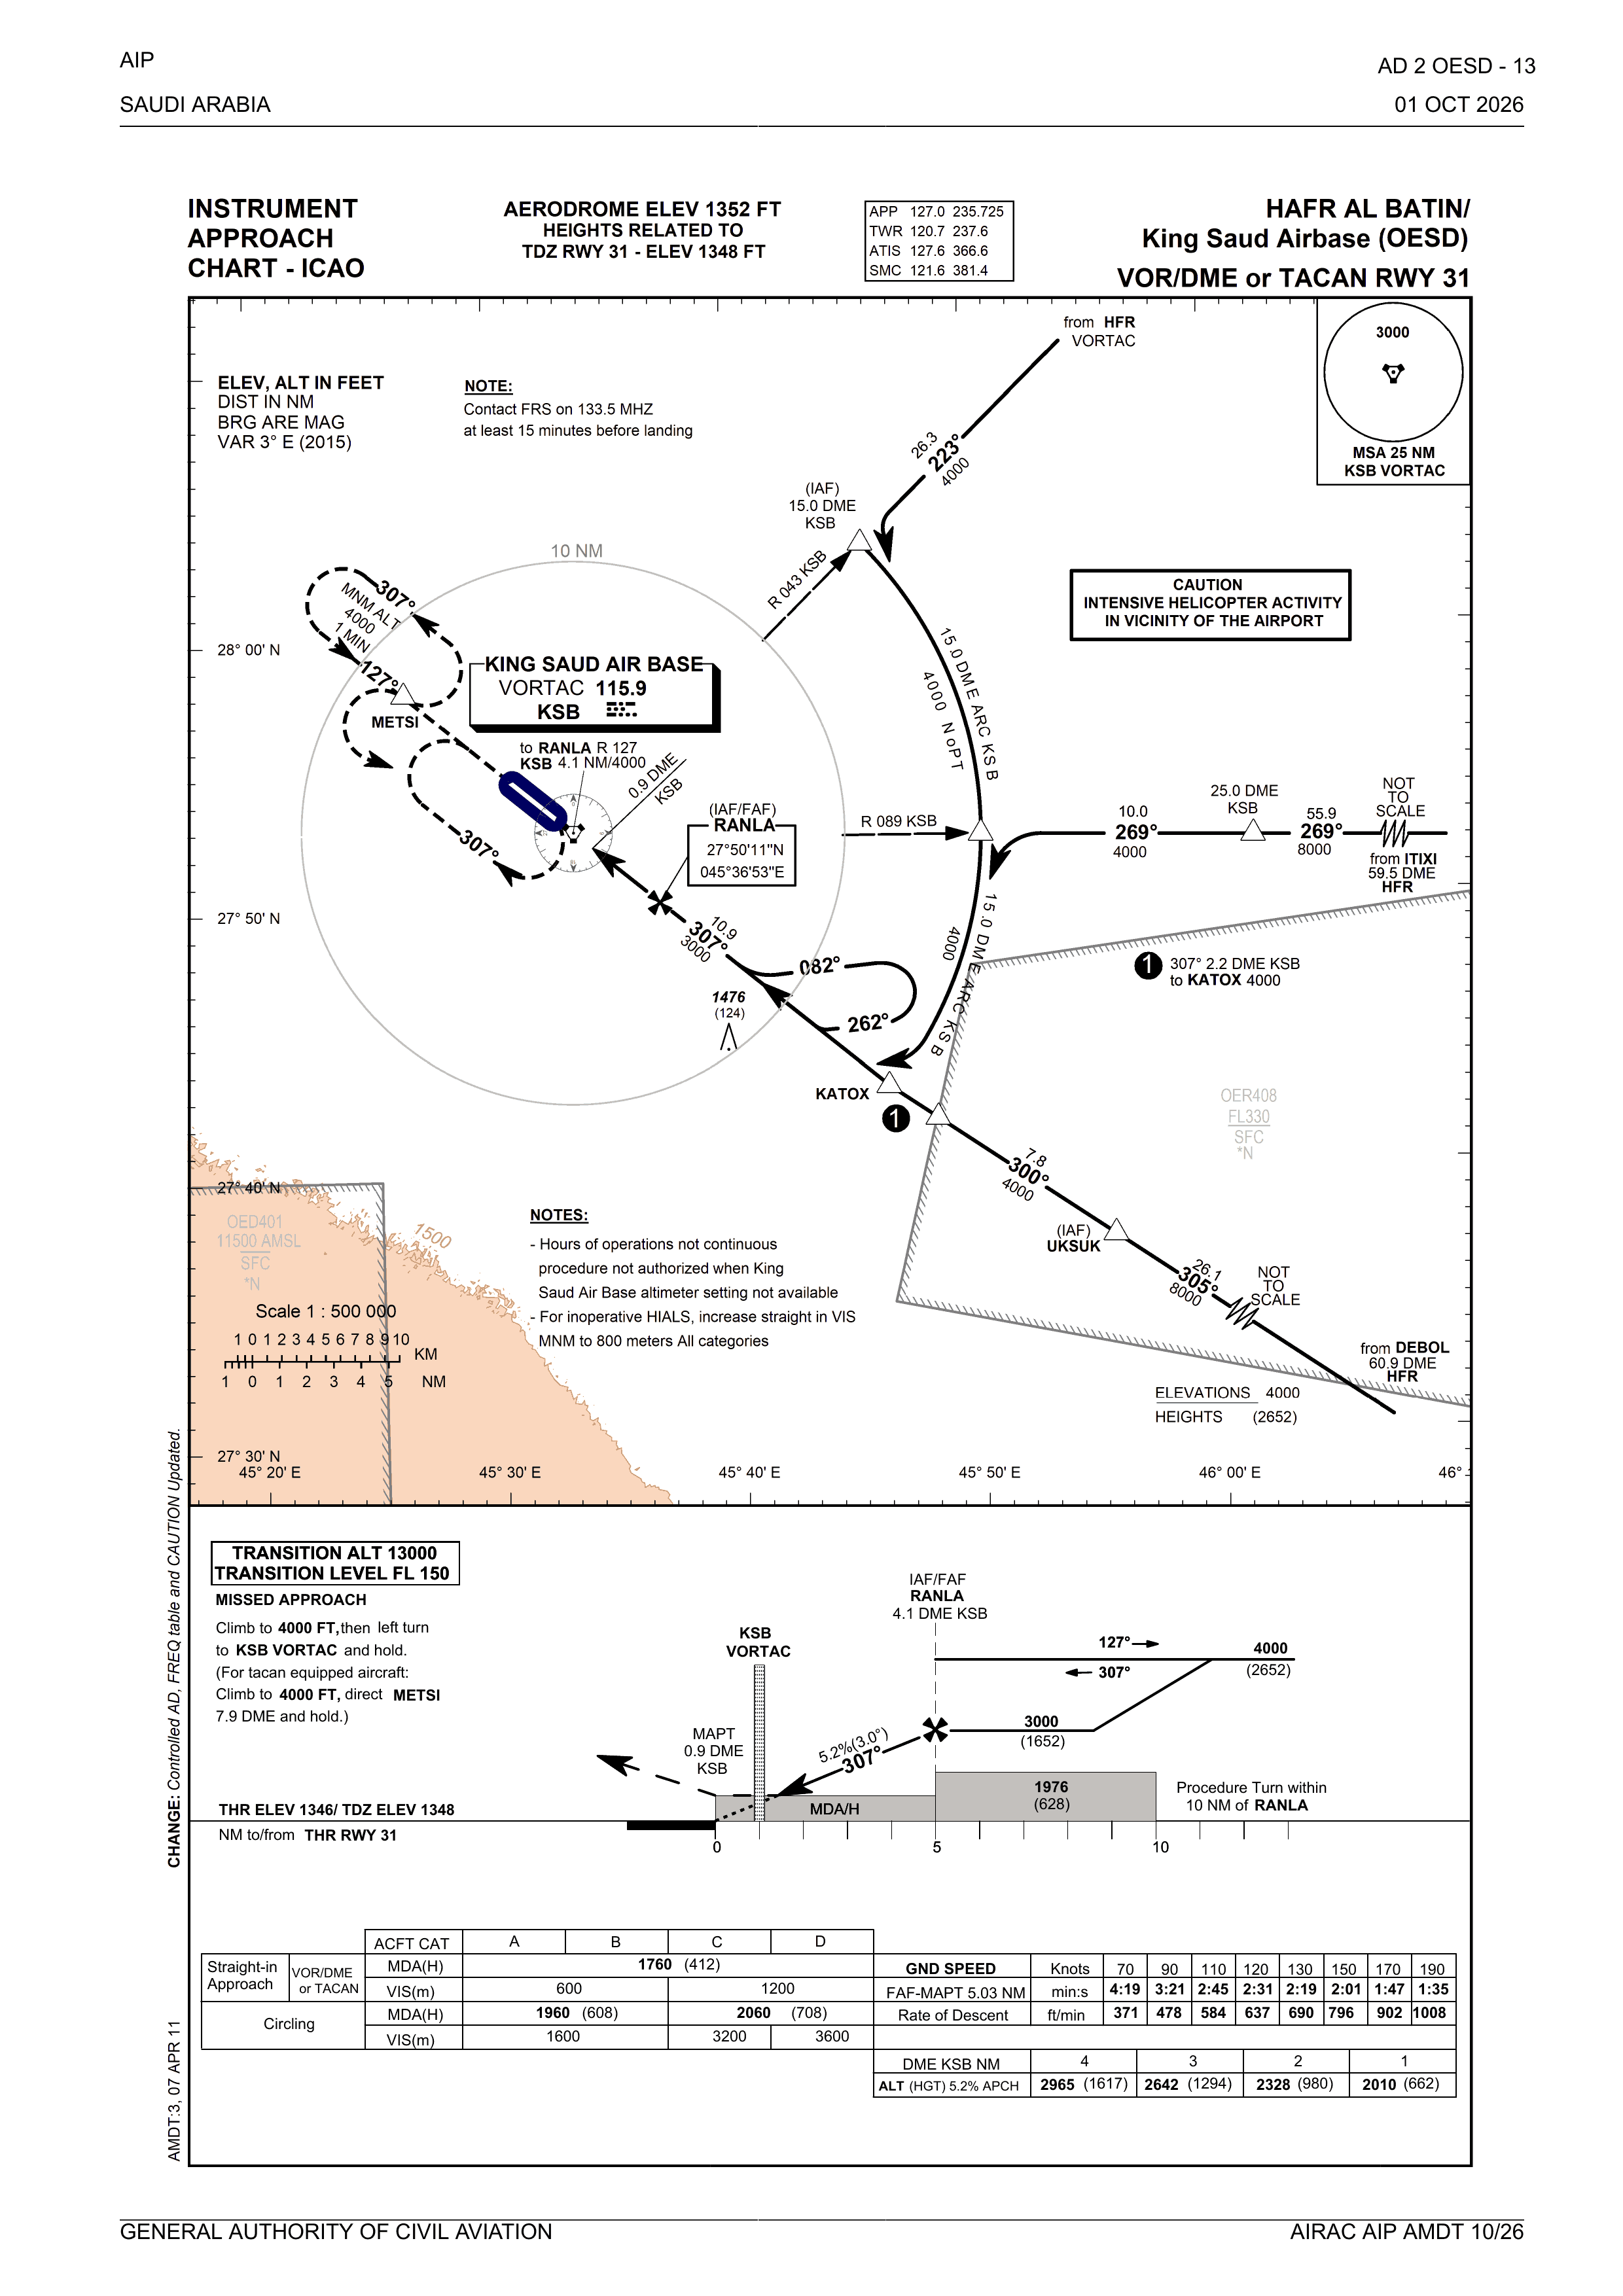 AIP
AD 2 OESD - 13
SAUDI ARABIA
01 OCT 2026
INSTRUMENT
APPROACH
CHART - ICAO
AERODROME ELEV 1352 FT
HEIGHTS RELATED TO
TDZ RWY 31 - ELEV 1348 FT
APP 127.0 235.725
TWR 120.7 237.6
ATIS 127.6 366.6
SMC 121.6 381.4
HAFR AL BATIN/
King Saud Airbase (OESD)
VOR/DME or TACAN RWY 31
ELEV, ALT IN FEET
DIST IN NM
BRG ARE MAG
VAR 3° E (2015)
NOTE:
Contact FRS on 133.5 MHZ
at least 15 minutes before landing
from HFR
VORTAC
3000
MSA 25 NM
KSB VORTAC
26.3
223°
4000
(IAF)
15.0 DME
KSB
R 043 KSB
10 NM
CAUTION
INTENSIVE HELICOPTER ACTIVITY
IN VICINITY OF THE AIRPORT
307°
MNM ALT
4000
1 MIN
127°
METSI
28° 00' N
KING SAUD AIR BASE
VORTAC 115.9
KSB
to RANLA R 127
KSB 4.1 NM/4000
0.9 DME
KSB
15.0 DME ARC KSB
4000 NoPT
(IAF/FAF)
RANLA
27°50'11"N
045°36'53"E
R 089 KSB
10.0
269°
4000
25.0 DME
KSB
55.9
269°
8000
NOT
TO
SCALE
from ITIXI
59.5 DME
HFR
307°
27° 50' N
10.9
307°
3000
082°
262°
4000
15.0 DME ARC KSB
1 307° 2.2 DME KSB
to KATOX 4000
1476
(124)
KATOX
1
OER408
FL330
SFC
*N
7.8
300°
4000
(IAF)
UKSUK
26.1
305°
8000
NOT
TO
SCALE
from DEBOL
60.9 DME
HFR
27° 40' N
OED401
11500 AMSL
SFC
*N
1500
NOTES:
- Hours of operations not continuous
procedure not authorized when King
Saud Air Base altimeter setting not available
- For inoperative HIALS, increase straight in VIS
MNM to 800 meters All categories
Scale 1 : 500 000
1 0 1 2 3 4 5 6 7 8 9 10
KM
1 0 1 2 3 4 5 NM
ELEVATIONS 4000
HEIGHTS (2652)
27° 30' N
45° 20' E
45° 30' E
45° 40' E
45° 50' E
46° 00' E
46°
CHANGE: Controlled AD, FREQ table and CAUTION Updated.
AMDT:3, 07 APR 11
TRANSITION ALT 13000
TRANSITION LEVEL FL 150
MISSED APPROACH
Climb to 4000 FT,then left turn
to KSB VORTAC and hold.
(For tacan equipped aircraft:
Climb to 4000 FT, direct METSI
7.9 DME and hold.)
KSB
VORTAC
IAF/FAF
RANLA
4.1 DME KSB
127°
307°
4000
(2652)
MAPT
0.9 DME
KSB
5.2%(3.0°)
307°
3000
(1652)
MDA/H
1976
(628)
Procedure Turn within
10 NM of RANLA
THR ELEV 1346/ TDZ ELEV 1348
NM to/from THR RWY 31
0 5 10
ACFT CAT A B C D
Straight-in
Approach
VOR/DME
or TACAN
MDA(H) 1760 (412)
VIS(m) 600 1200
Circling
MDA(H) 1960 (608) 2060 (708)
VIS(m) 1600 3200 3600
GND SPEED Knots 70 90 110 120 130 150 170 190
FAF-MAPT 5.03 NM min:s 4:19 3:21 2:45 2:31 2:19 2:01 1:47 1:35
Rate of Descent ft/min 371 478 584 637 690 796 902 1008
DME KSB NM 4 3 2 1
ALT (HGT) 5.2% APCH 2965 (1617) 2642 (1294) 2328 (980) 2010 (662)
GENERAL AUTHORITY OF CIVIL AVIATION
AIRAC AIP AMDT 10/26